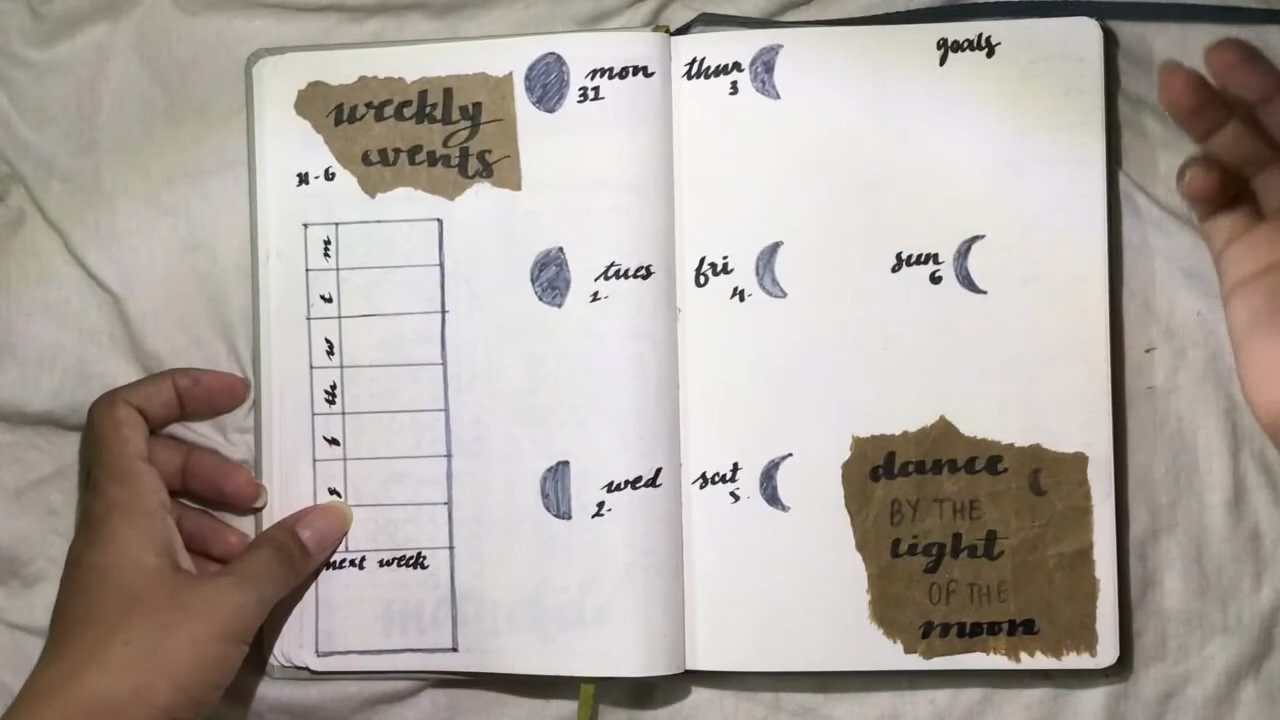 weekly
events
31-6
m
t
w
th
f
s
next week
mon
31
tues
1.
wed
2.
thur
3
fri
4.
sat
5.
goals
sun
6
dance
BY THE
light
OF THE
moon